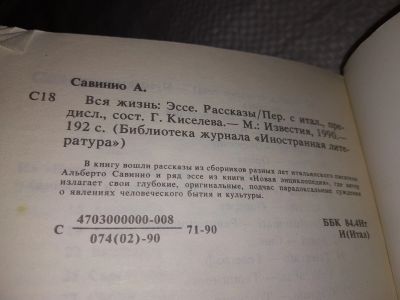 Савинио А.
С18 Вся жизнь: Эссе. Рассказы/Пер. с итал., пре-
дисл., сост. Г. Киселева.— М.: Известия, 1990.—
192 с. (Библиотека журнала «Иностранная лите-
ратура»)
В книгу вошли рассказы из сборников разных лет итальянского писателя
Альберто Савинио и ряд эссе из книги «Новая энциклопедия», где автор
излагает свои глубокие, оригинальные, подчас парадоксальные суждения
о явлениях человеческого бытия и культуры.
С 4703000000-008 71-90
074(02)-90
ББК 84.4Ит
И(Итал)